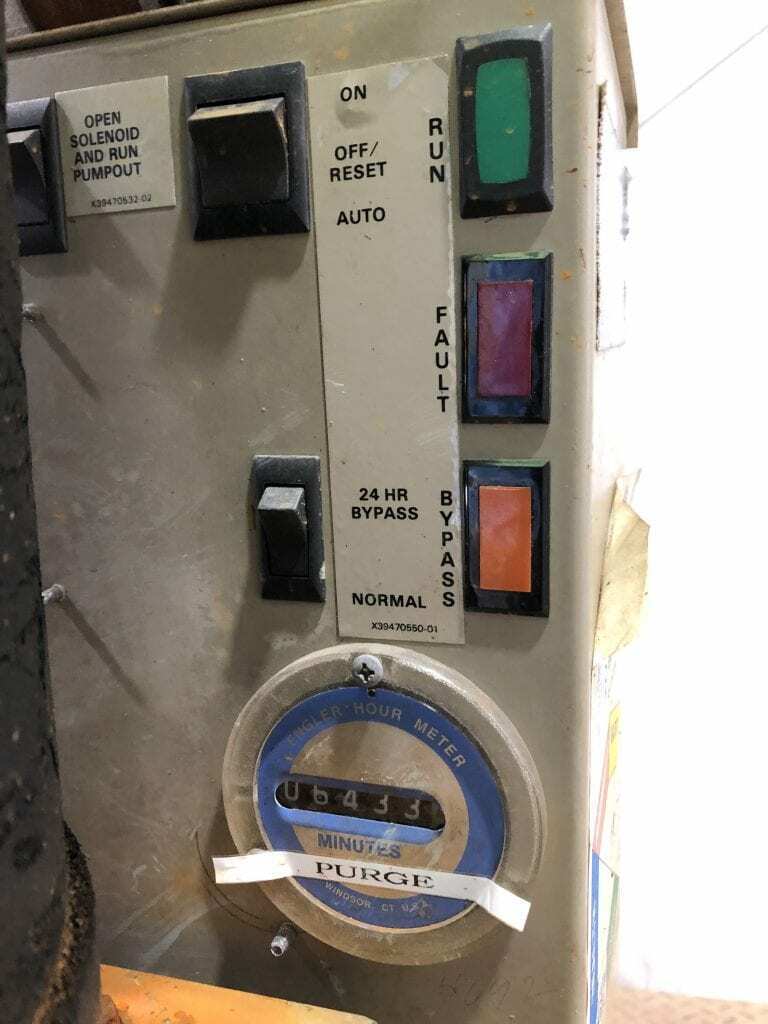 OPEN
SOLENOID
AND RUN
PUMPOUT
X39470532-02
ON
OFF/
RESET
AUTO
RUN
FAULT
24 HR
BYPASS
NORMAL
BYPASS
X39470550-01
ENGLER HOUR METER
06433
MINUTES
PURGE
WINDSOR, CT U.S.A.